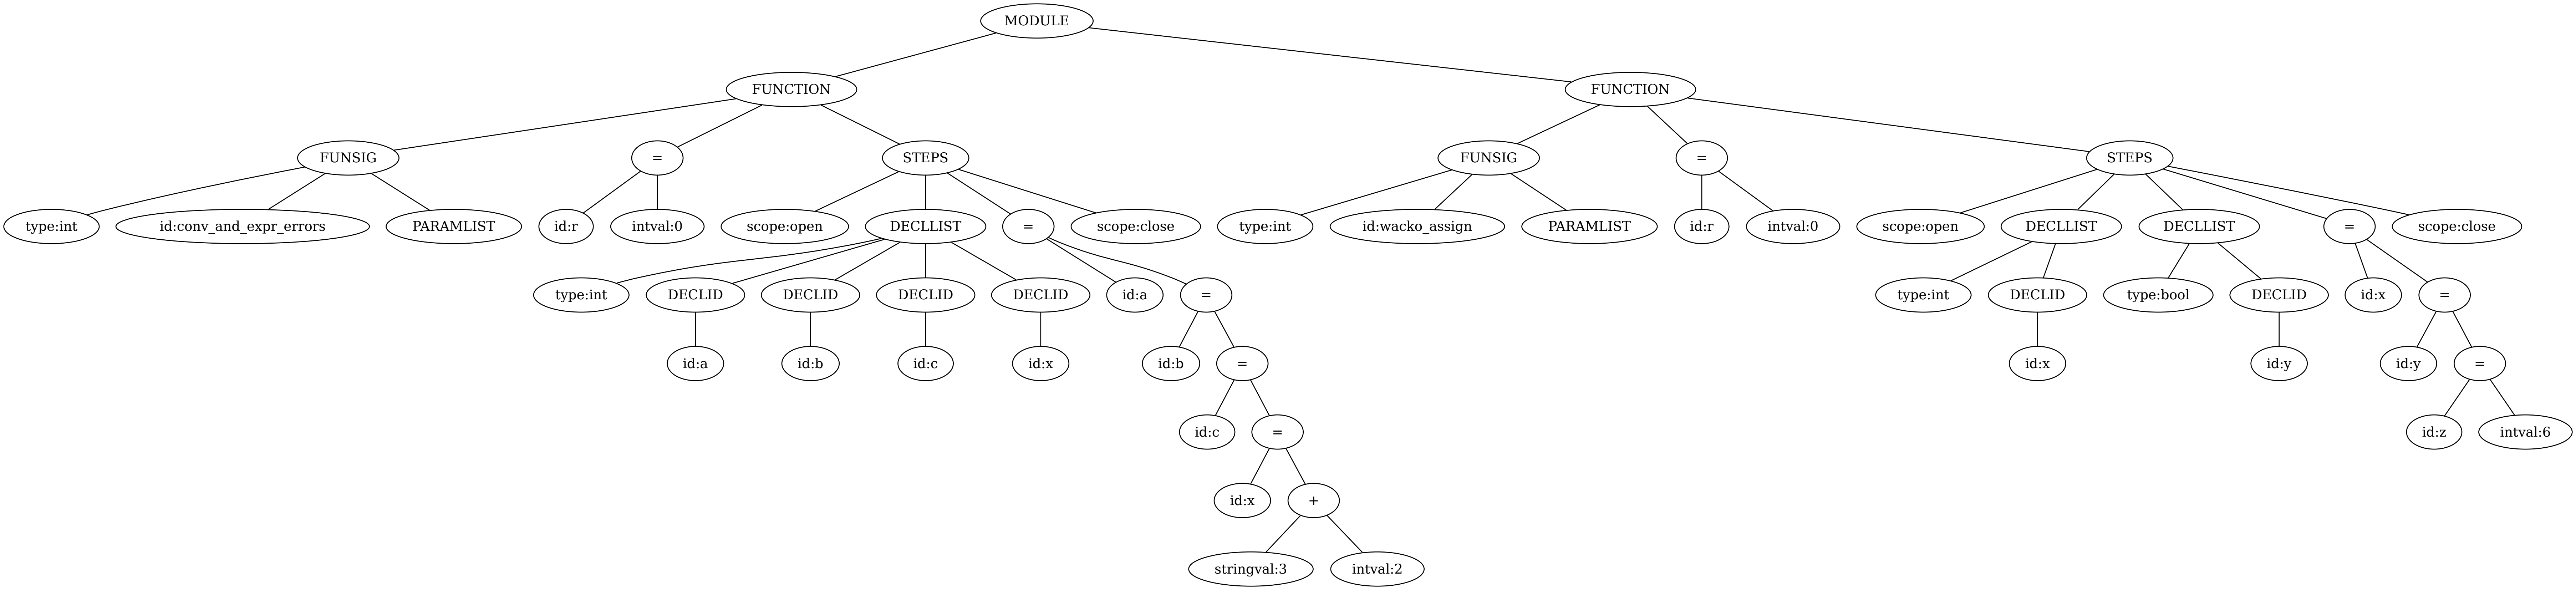 MODULE
FUNCTION FUNCTION
FUNSIG = STEPS FUNSIG = STEPS
type:int id:conv_and_expr_errors PARAMLIST id:r intval:0 scope:open DECLLIST = scope:close type:int id:wacko_assign PARAMLIST id:r intval:0 scope:open DECLLIST DECLLIST = scope:close
type:int DECLID DECLID DECLID DECLID id:a = type:int DECLID type:bool DECLID id:x =
id:a id:b id:c id:x id:b = id:x id:y id:y =
id:c = id:z intval:6
id:x +
stringval:3 intval:2